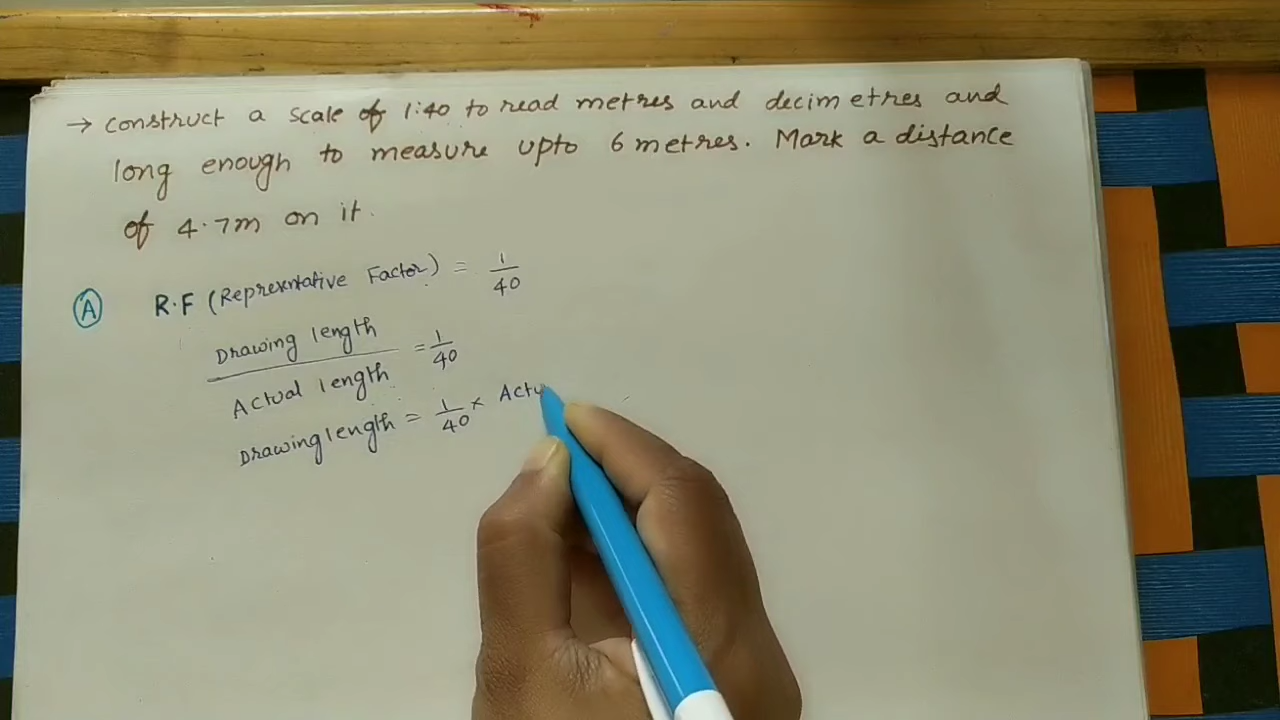 → construct a scale of 1:40 to read metres and decimetres and
long enough to measure upto 6 metres. Mark a distance
of 4.7m on it.
A R.F (Represntative Factor) = 1/40
Drawing length / Actual length = 1/40
Drawing length = 1/40 × Actu